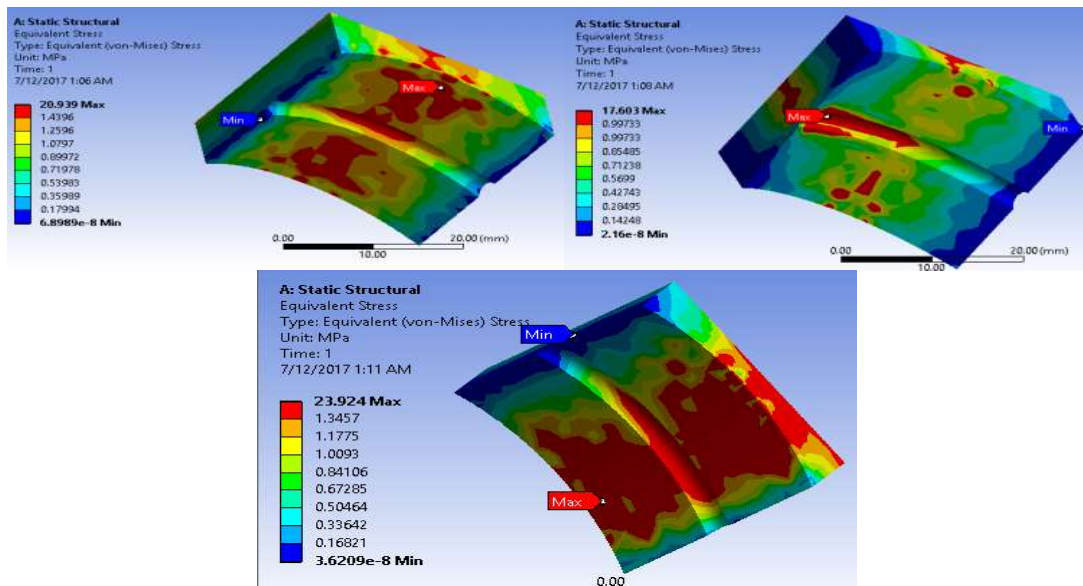 A: Static Structural
Equivalent Stress
Type: Equivalent (von-Mises) Stress
Unit: MPa
Time: 1
7/12/2017 1:06 AM
20.939 Max
1.4396
1.2596
1.0797
0.89972
0.71978
0.53983
0.35989
0.17994
6.8989e-8 Min
Min
Max
0.00
20.00 (mm)
10.00
A: Static Structural
Equivalent Stress
Type: Equivalent (von-Mises) Stress
Unit: MPa
Time: 1
7/12/2017 1:08 AM
17.603 Max
0.99733
0.99733
0.85485
0.71238
0.5699
0.42743
0.28495
0.14248
2.16e-8 Min
Max
Min
0.00
20.00 (mm)
10.00
A: Static Structural
Equivalent Stress
Type: Equivalent (von-Mises) Stress
Unit: MPa
Time: 1
7/12/2017 1:11 AM
23.924 Max
1.3457
1.1775
1.0093
0.84106
0.67285
0.50464
0.33642
0.16821
3.6209e-8 Min
Min
Max
0.00